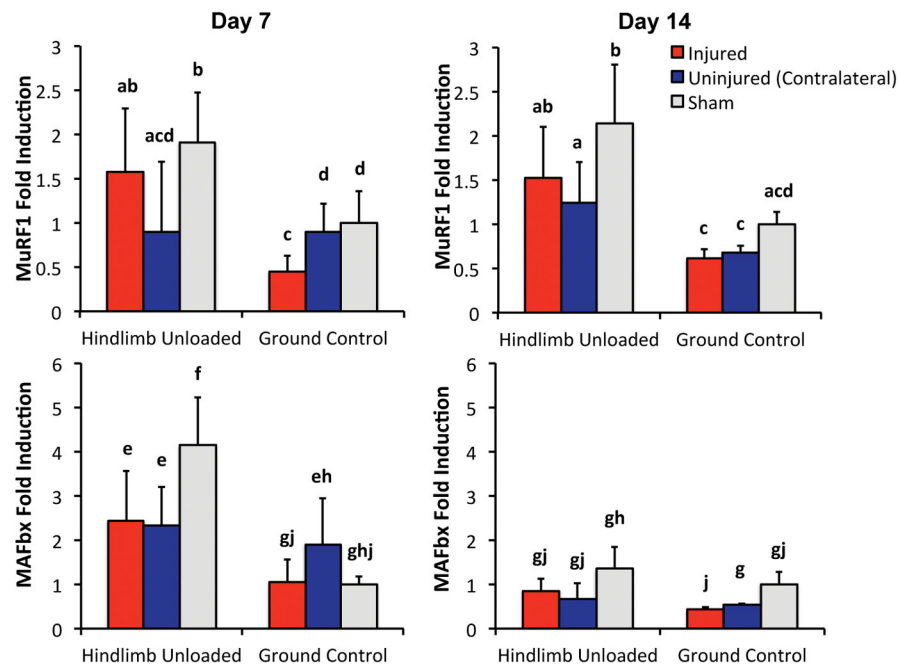 Day 7
Day 14
MuRF1 Fold Induction
3
2.5
2
1.5
1
0.5
0
ab
acd
b
c
d
d
Hindlimb Unloaded Ground Control
MuRF1 Fold Induction
3
2.5
2
1.5
1
0.5
0
ab
a
b
c
c
acd
Injured
Uninjured (Contralateral)
Sham
Hindlimb Unloaded Ground Control
MAFbx Fold Induction
6
5
4
3
2
1
0
e
e
f
gj
eh
ghj
Hindlimb Unloaded Ground Control
MAFbx Fold Induction
6
5
4
3
2
1
0
gj
gj
gh
j
g
gj
Hindlimb Unloaded Ground Control